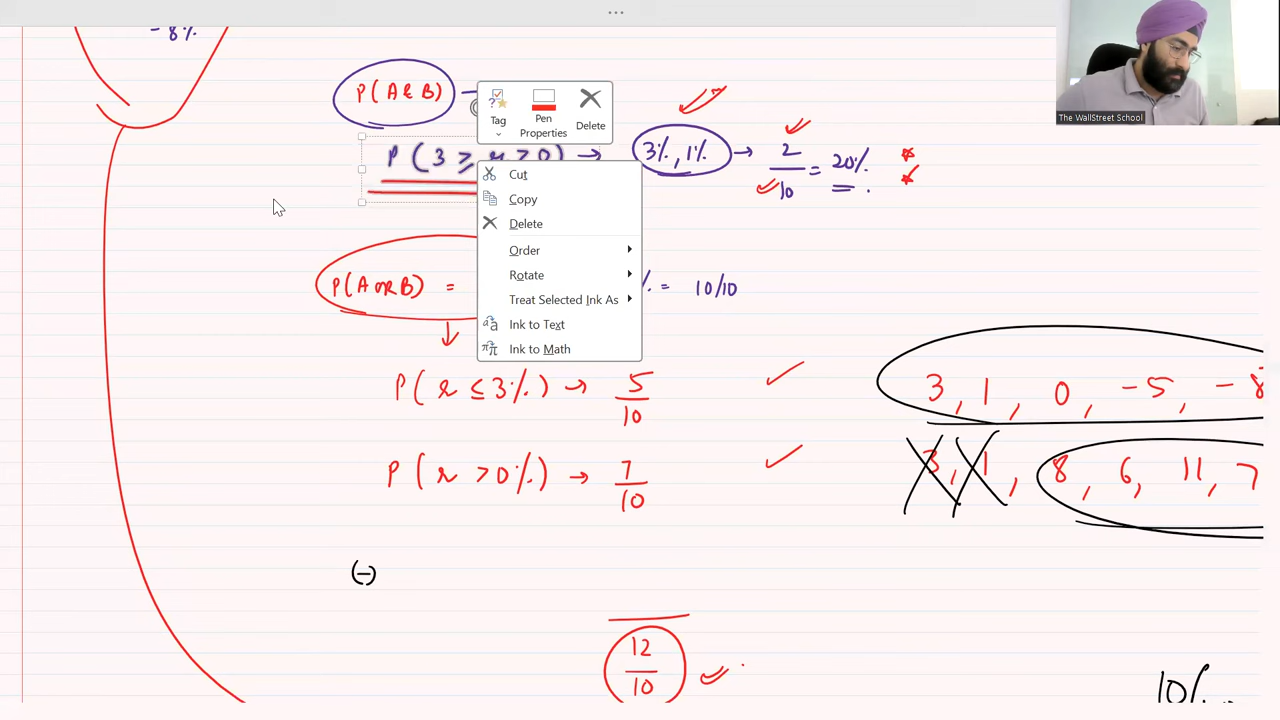 - 8%
P(A & B) –
P(3 ≥ r > 0) → 3%, 1% → 2/10 = 20%.
Tag
Pen Properties
Delete
Cut
Copy
Delete
Order
Rotate
Treat Selected Ink As
Ink to Text
Ink to Math
P(A or B) = % = 10/10
P( r ≤ 3%) → 5/10
P( r > 0%) → 7/10
3, 1, 0, -5, -8
3, 1, 8, 6, 11, 7
(-)
12/10
10%
The WallStreet School